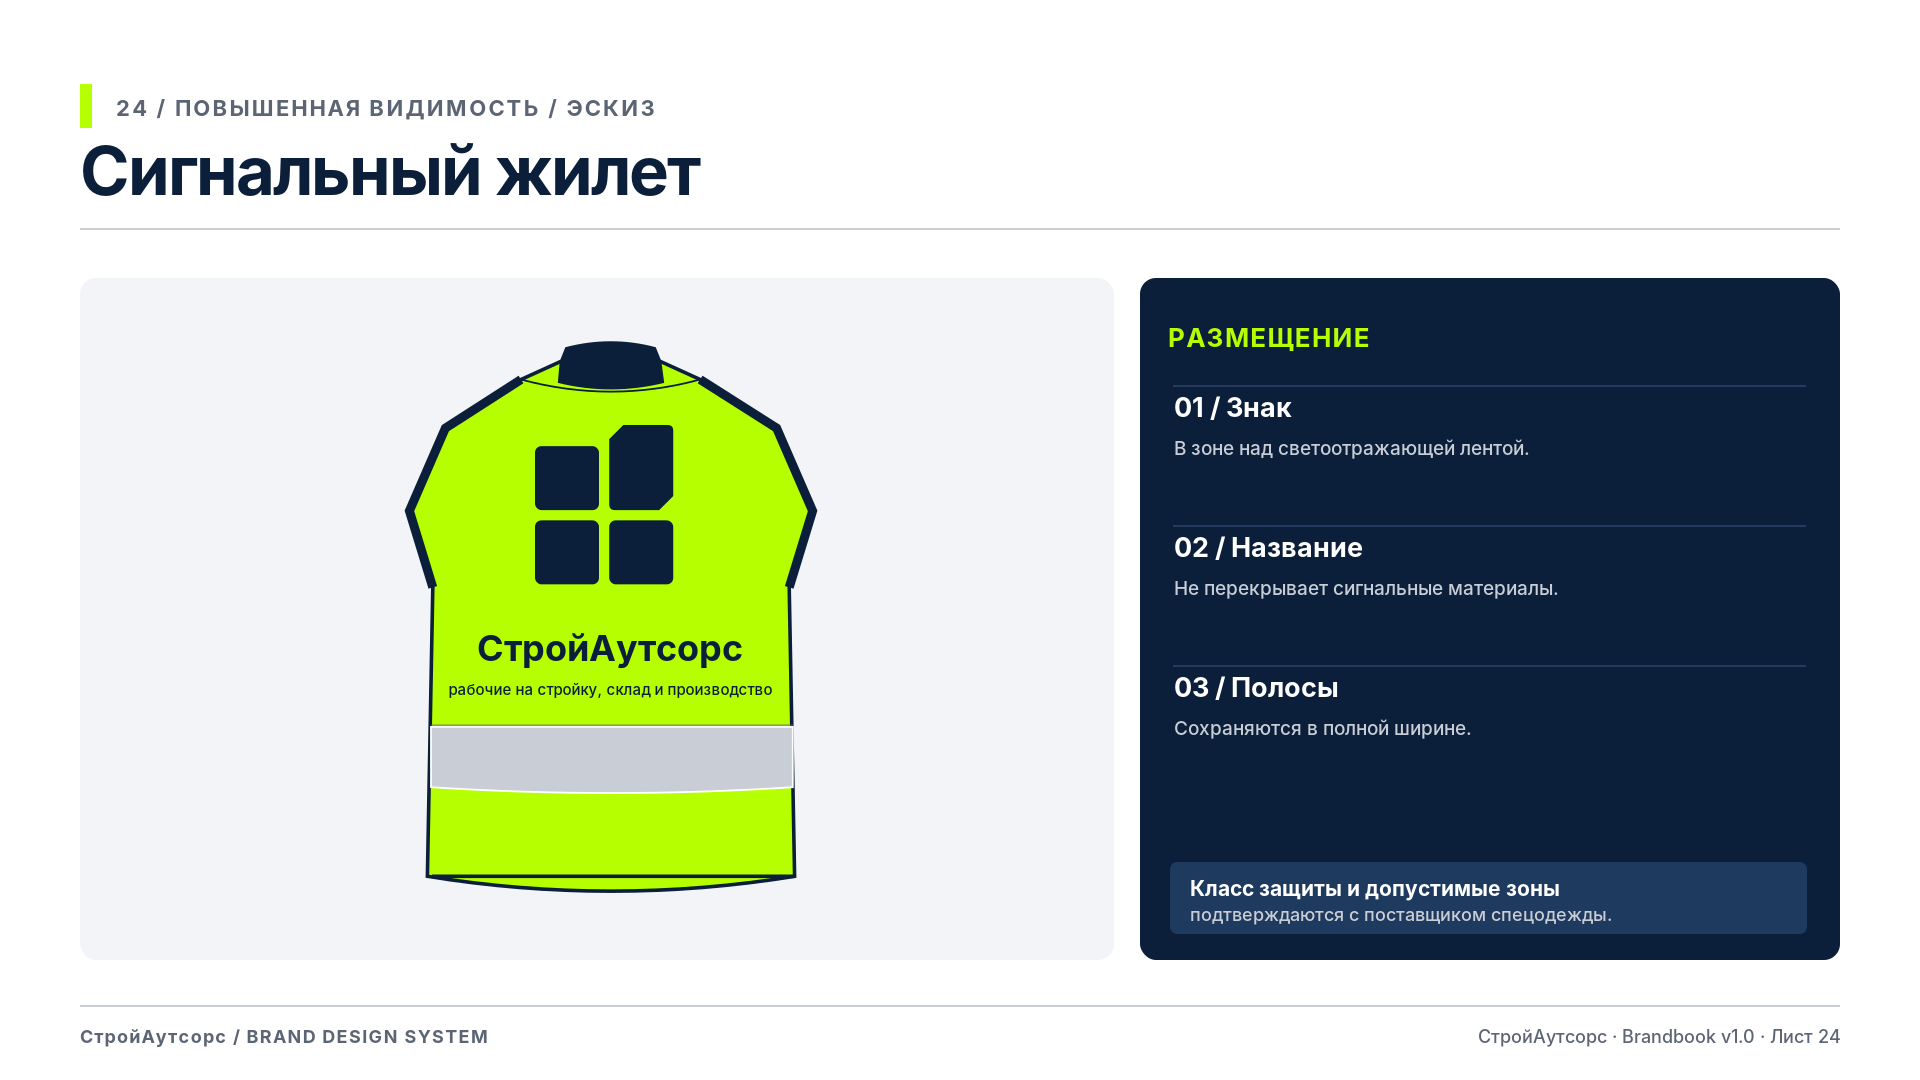 24 / ПОВЫШЕННАЯ ВИДИМОСТЬ / ЭСКИЗ
Сигнальный жилет
СтройАутсорс
рабочие на стройку, склад и производство
РАЗМЕЩЕНИЕ
01 / Знак
В зоне над светоотражающей лентой.
02 / Название
Не перекрывает сигнальные материалы.
03 / Полосы
Сохраняются в полной ширине.
Класс защиты и допустимые зоны
подтверждаются с поставщиком спецодежды.
СтройАутсорс / BRAND DESIGN SYSTEM
СтройАутсорс · Brandbook v1.0 · Лист 24